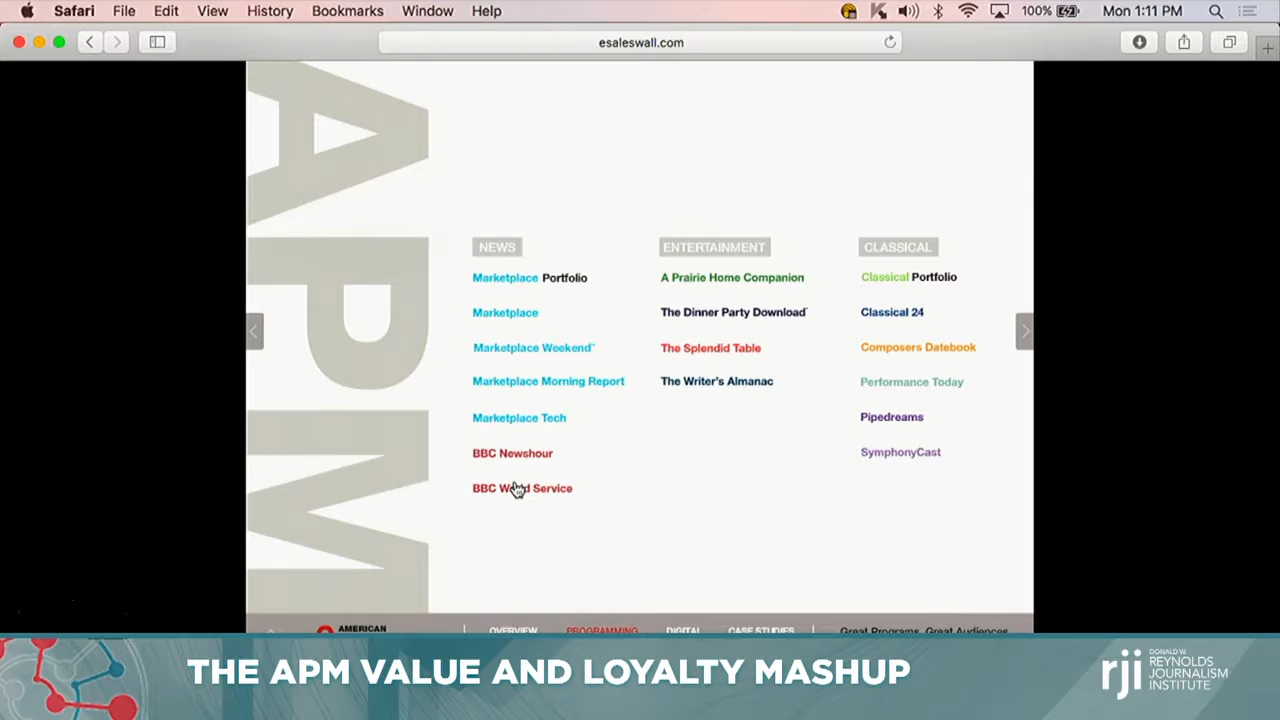 Safari File Edit View History Bookmarks Window Help 100% Mon 1:11 PM
esaleswall.com
APM
NEWS
Marketplace Portfolio
Marketplace
Marketplace Weekend™
Marketplace Morning Report
Marketplace Tech
BBC Newshour
BBC World Service
ENTERTAINMENT
A Prairie Home Companion
The Dinner Party Download
The Splendid Table
The Writer's Almanac
CLASSICAL
Classical Portfolio
Classical 24
Composers Datebook
Performance Today
Pipedreams
SymphonyCast
AMERICAN
OVERVIEW PROGRAMMING DIGITAL CASE STUDIES Great Programs. Great Audiences.
THE APM VALUE AND LOYALTY MASHUP
rji
DONALD W.
REYNOLDS
JOURNALISM
INSTITUTE